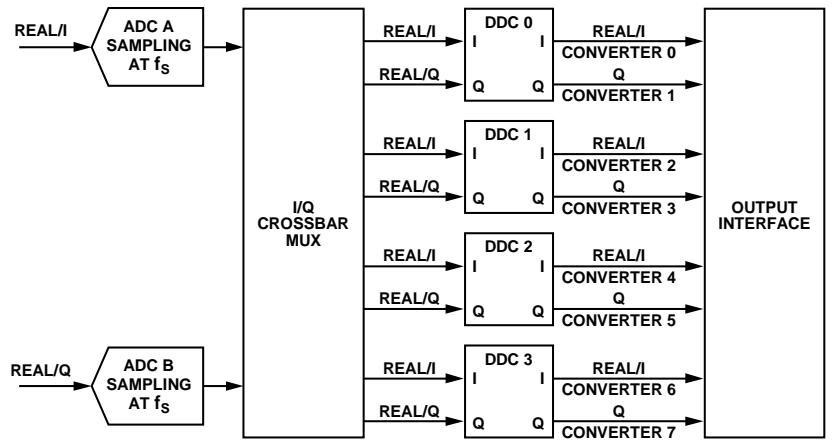 REAL/I
ADC A
SAMPLING
AT fS
REAL/Q
ADC B
SAMPLING
AT fS
I/Q
CROSSBAR
MUX
REAL/I
REAL/Q
DDC 0
I I
Q Q
REAL/I
CONVERTER 0
Q
CONVERTER 1
REAL/I
REAL/Q
DDC 1
I I
Q Q
REAL/I
CONVERTER 2
Q
CONVERTER 3
REAL/I
REAL/Q
DDC 2
I I
Q Q
REAL/I
CONVERTER 4
Q
CONVERTER 5
REAL/I
REAL/Q
DDC 3
I I
Q Q
REAL/I
CONVERTER 6
Q
CONVERTER 7
OUTPUT
INTERFACE